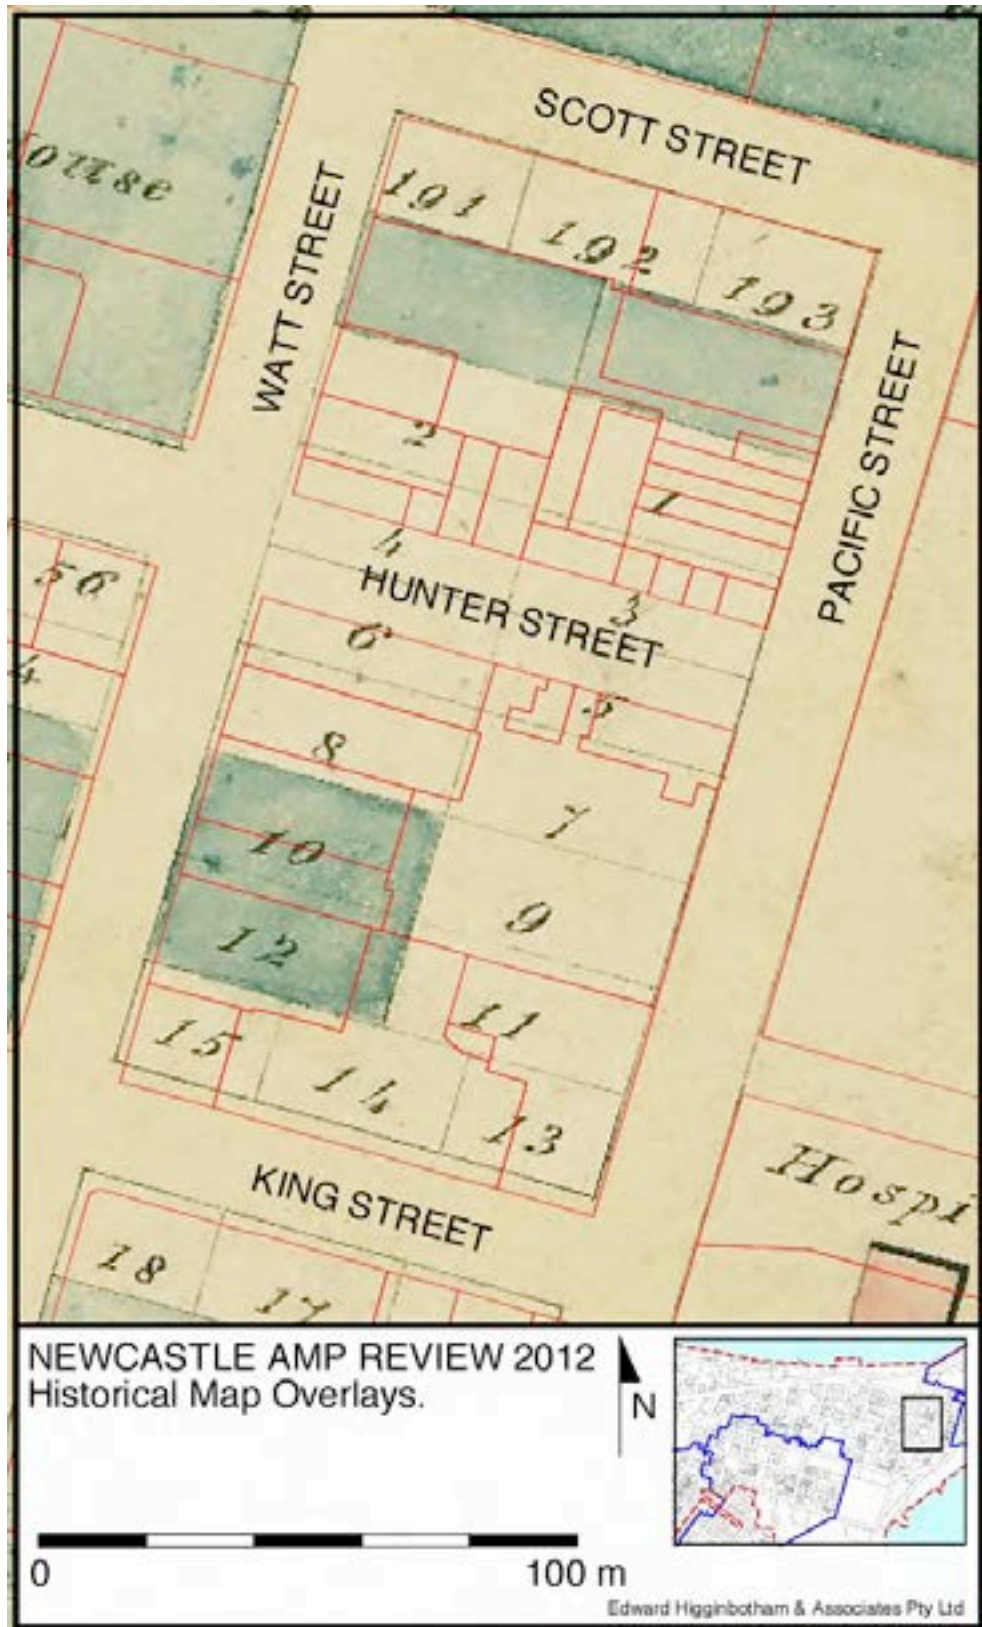 SCOTT STREET
ouse
191
WATT STREET
192
193
PACIFIC STREET
2
1
4
56
HUNTER STREET
3
6
4
5
8
7
10
9
12
11
15
14
13
KING STREET
Hospi
18
17
NEWCASTLE AMP REVIEW 2012
Historical Map Overlays.
N
0 100 m
Edward Higginbotham & Associates Pty Ltd